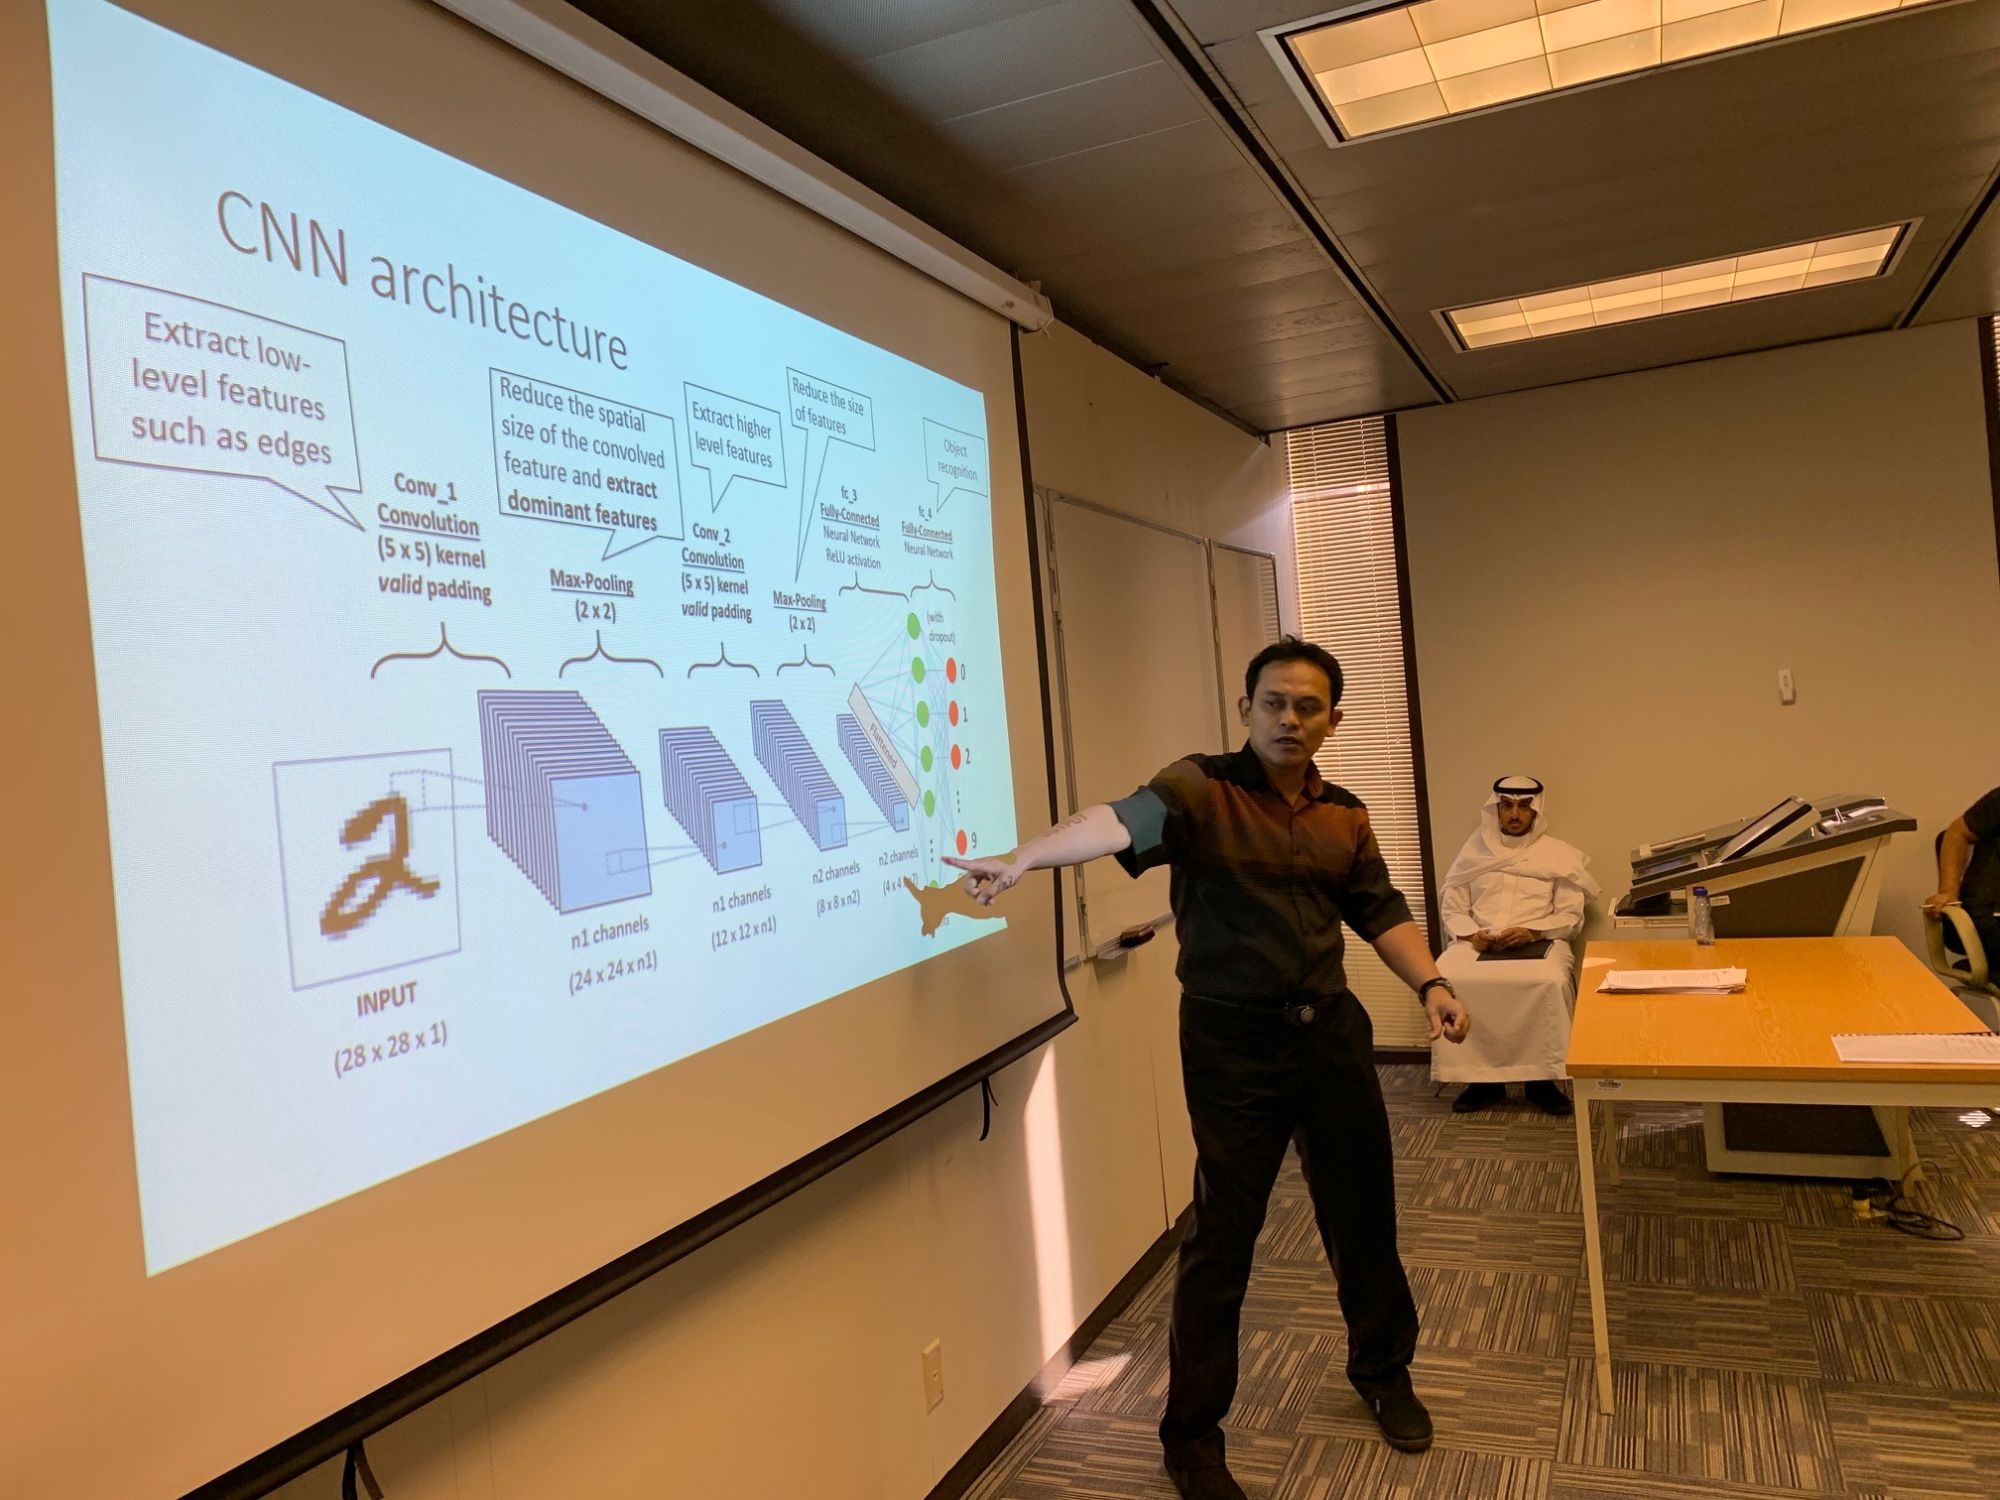 CNN architecture
Extract low-
level features
such as edges
Conv_1
Convolution
(5 x 5) kernel
valid padding
Reduce the spatial
size of the convolved
feature and extract
dominant features
Max-Pooling
(2 x 2)
Extract higher
level features
Conv_2
Convolution
(5 x 5) kernel
valid padding
Reduce the size
of features
Max-Pooling
(2 x 2)
fc_3
Fully-Connected
Neural Network
ReLU activation
Object
recognition
fc_4
Fully-Connected
Neural Network
(with
dropout)
Flattened
0
1
2
9
INPUT
(28 x 28 x 1)
n1 channels
(24 x 24 x n1)
n1 channels
(12 x 12 x n1)
n2 channels
(8 x 8 x n2)
n2 channels